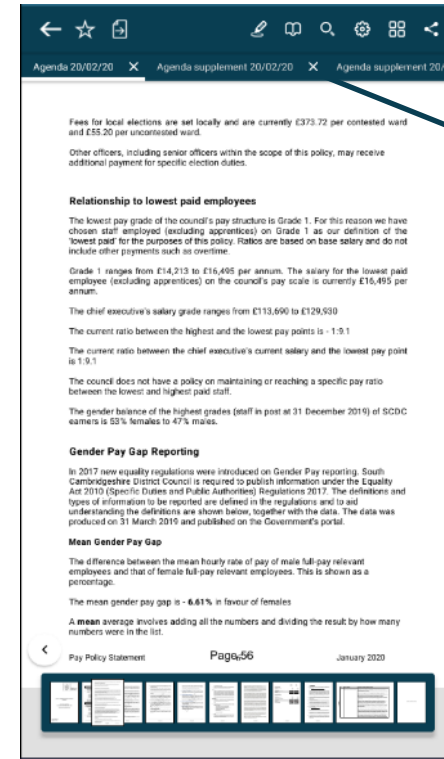 Agenda 20/02/20 X Agenda supplement 20/02/20 X Agenda supplement 20/
Fees for local elections are set locally and are currently £373.72 per contested ward
and £55.20 per uncontested ward.
Other officers, including senior officers within the scope of this policy, may receive
additional payment for specific election duties.
Relationship to lowest paid employees
The lowest pay grade of the council's pay structure is Grade 1. For this reason we have
chosen staff employed (excluding apprentices) on Grade 1 as our definition of the
'lowest paid' for the purposes of this policy. Ratios are based on base salary and do not
include other payments such as overtime.
Grade 1 ranges from £14,213 to £16,495 per annum. The salary for the lowest paid
employee (excluding apprentices) on the council's pay scale is currently £16,495 per
annum.
The chief executive's salary grade ranges from £113,690 to £129,930
The current ratio between the highest and the lowest pay points is - 1:9.1
The current ratio between the chief executive's current salary and the lowest pay point
is 1:9.1
The council does not have a policy on maintaining or reaching a specific pay ratio
between the lowest and highest paid staff.
The gender balance of the highest grades (staff in post at 31 December 2019) of SCDC
earners is 53% females to 47% males.
Gender Pay Gap Reporting
In 2017 new equality regulations were introduced on Gender Pay reporting. South
Cambridgeshire District Council is required to publish information under the Equality
Act 2010 (Specific Duties and Public Authorities) Regulations 2017. The definitions and
types of information to be reported are defined in the regulations and to aid
understanding the definitions are shown below, together with the data. The data was
produced on 31 March 2019 and published on the Government's portal.
Mean Gender Pay Gap
The difference between the mean hourly rate of pay of male full-pay relevant
employees and that of female full-pay relevant employees. This is shown as a
percentage.
The mean gender pay gap is - 6.61% in favour of females
A mean average involves adding all the numbers and dividing the result by how many
numbers were in the list.
Pay Policy Statement Page 56 January 2020